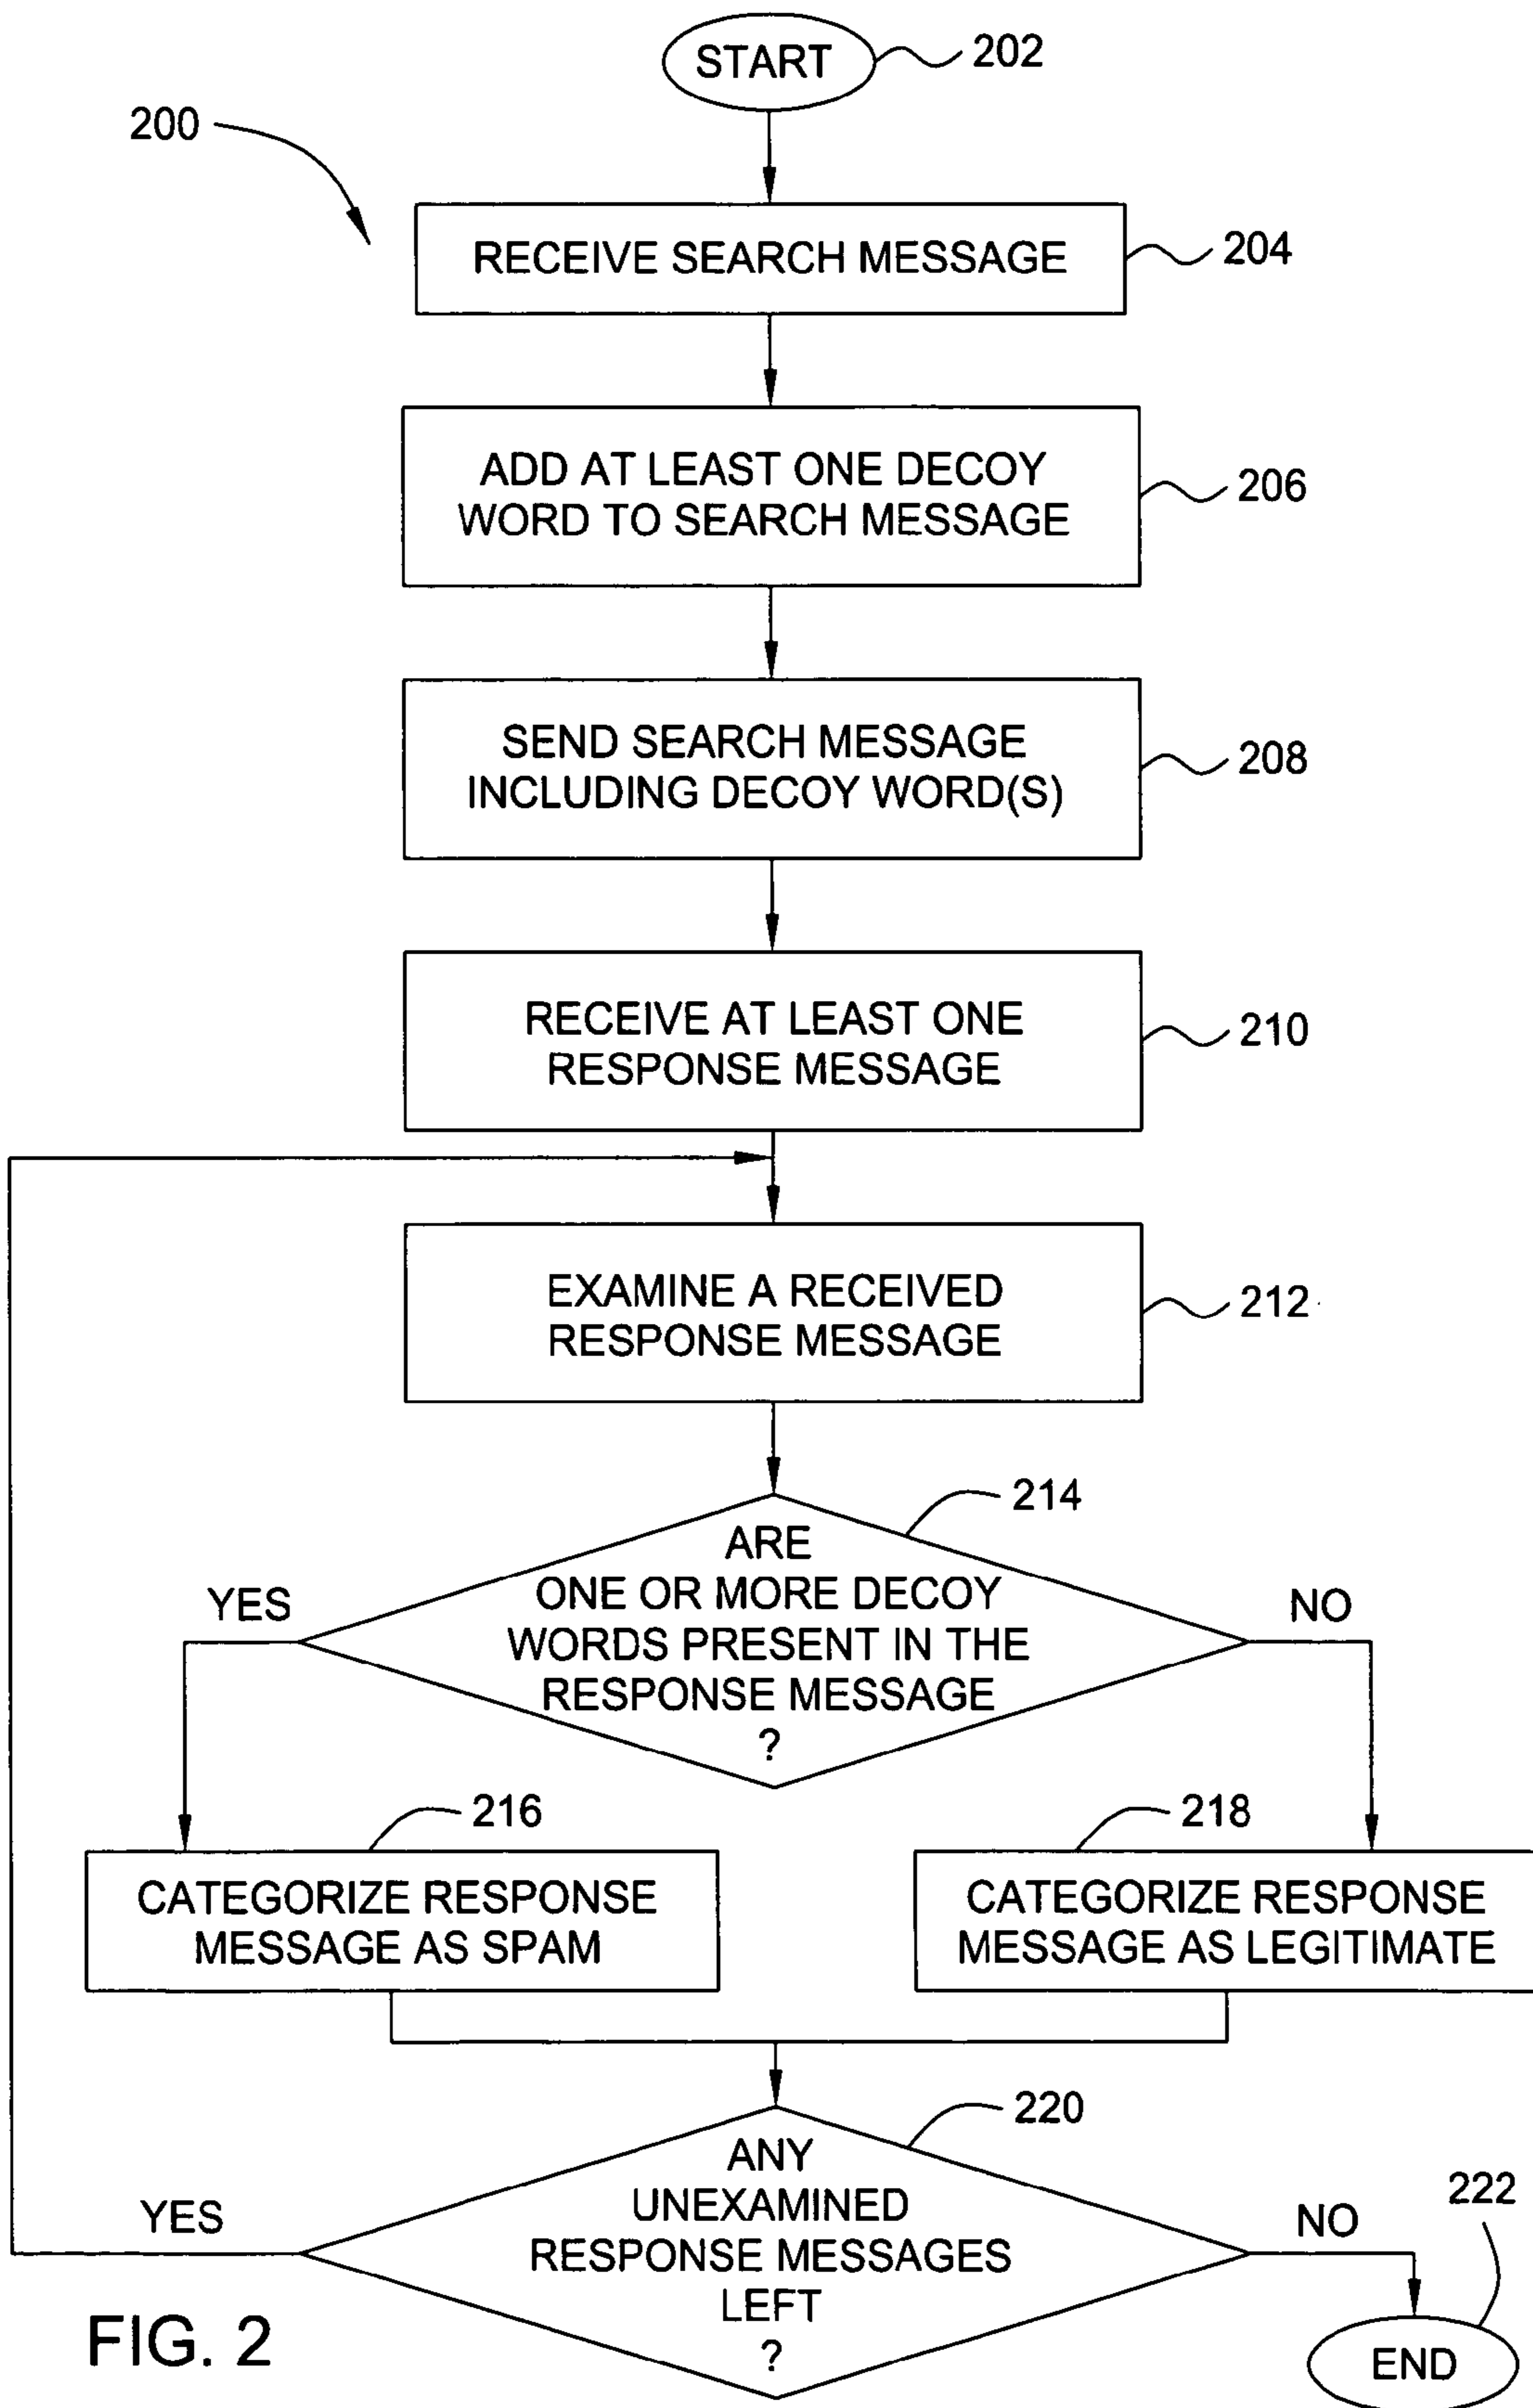 START
202
200
RECEIVE SEARCH MESSAGE
204
ADD AT LEAST ONE DECOY
WORD TO SEARCH MESSAGE
206
SEND SEARCH MESSAGE
INCLUDING DECOY WORD(S)
208
RECEIVE AT LEAST ONE
RESPONSE MESSAGE
210
EXAMINE A RECEIVED
RESPONSE MESSAGE
212
214
ARE
ONE OR MORE DECOY
WORDS PRESENT IN THE
RESPONSE MESSAGE
?
YES
NO
216
218
CATEGORIZE RESPONSE
MESSAGE AS SPAM
CATEGORIZE RESPONSE
MESSAGE AS LEGITIMATE
220
ANY
UNEXAMINED
RESPONSE MESSAGES
LEFT
?
YES
NO
222
END
FIG. 2